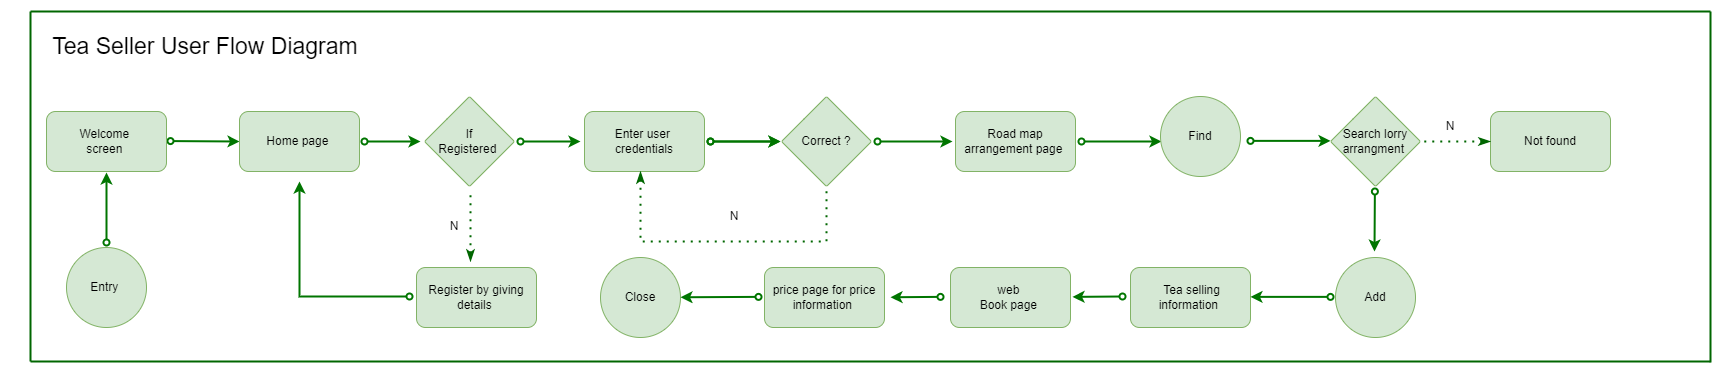 Tea Seller User Flow Diagram
Welcome
screen
Home page
If
Registered
Enter user
credentials
Correct ?
Road map
arrangement page
Find
Search lorry
arrangment
N
Not found
N
N
Entry
Register by giving
details
Close
price page for price
information
web
Book page
Tea selling
information
Add